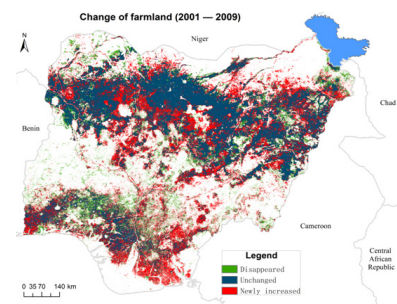 Change of farmland (2001 — 2009)
N
Niger
Chad
Benin
Cameroon
Central
African
Republic
Legend
Disappeared
Unchanged
Newly increased
0 35 70 140 km